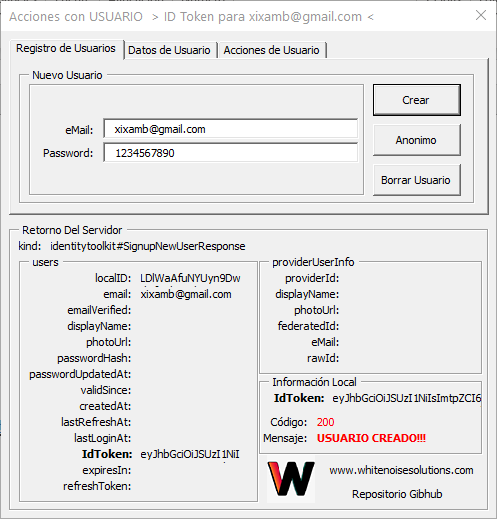 Acciones con USUARIO > ID Token para xixamb@gmail.com <
Registro de Usuarios
Datos de Usuario
Acciones de Usuario
Nuevo Usuario
eMail: xixamb@gmail.com
Password: 1234567890
Crear
Anonimo
Borrar Usuario
Retorno Del Servidor
kind: identitytoolkit#SignupNewUserResponse
users
localID: LDlWaAfuNYUyn9Dw
email: xixamb@gmail.com
emailVerified:
displayName:
photoUrl:
passwordHash:
passwordUpdatedAt:
validSince:
createdAt:
lastRefreshAt:
lastLoginAt:
IdToken: eyJhbGciOiJSUzI1NiI
expiresIn:
refreshToken:
providerUserInfo
providerId:
displayName:
photoUrl:
federatedId:
eMail:
rawId:
Información Local
IdToken: eyJhbGciOiJSUzI1NiIsImtpZCI6
Código: 200
Mensaje: USUARIO CREADO!!!
W
www.whitenoisesolutions.com
Repositorio Gibhub